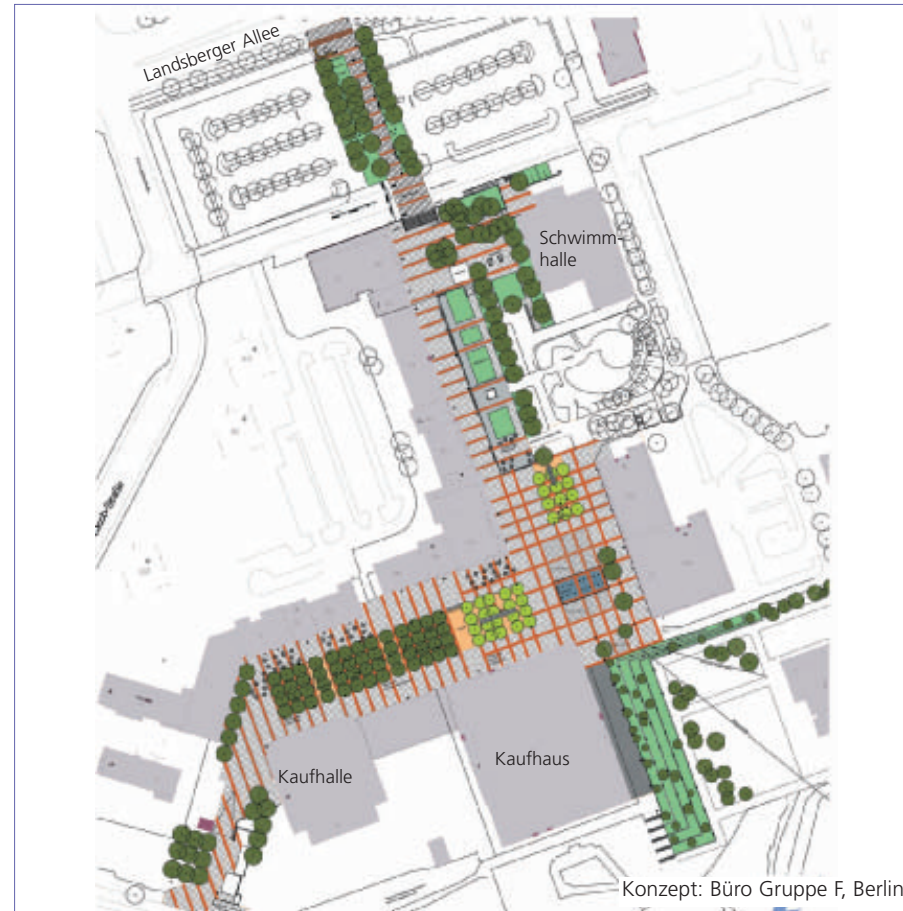 Landsberger Allee
Schwimm-
halle
Kaufhaus
Kaufhalle
Konzept: Büro Gruppe F, Berlin